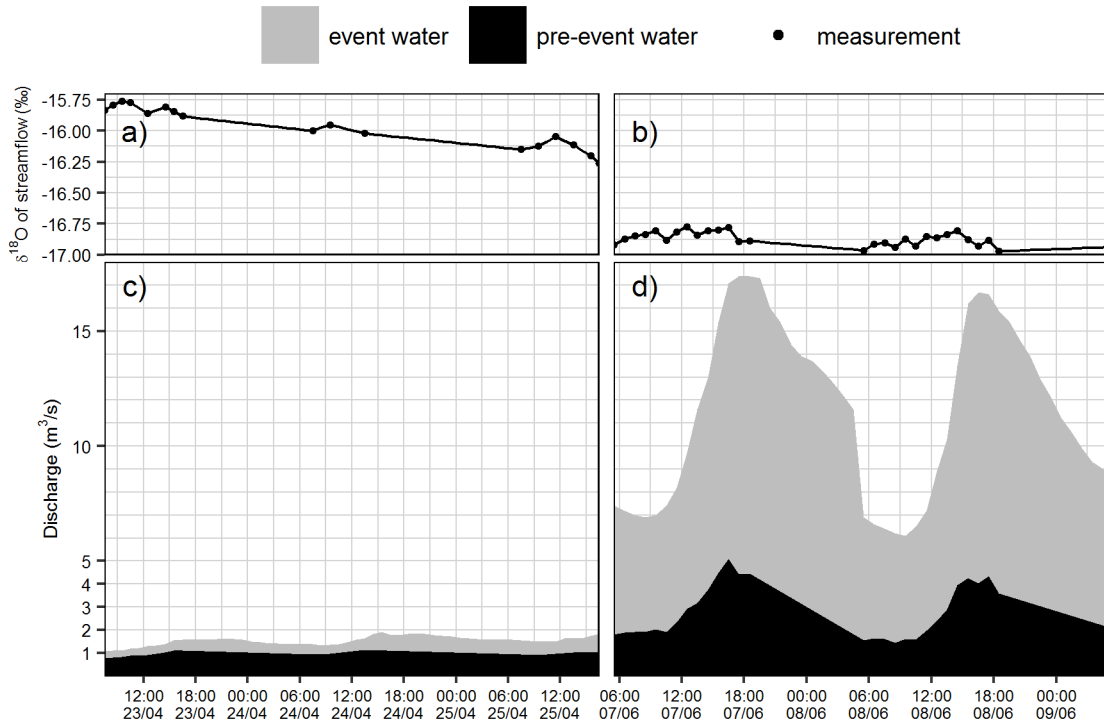 event water pre-event water measurement
δ18O of streamflow (‰)
-15.75
-16.00
-16.25
-16.50
-16.75
-17.00
a)
b)
Discharge (m³/s)
15
10
5
4
3
2
1
c)
d)
12:00 18:00 00:00 06:00 12:00 18:00 00:00 06:00 12:00
23/04 23/04 24/04 24/04 24/04 24/04 25/04 25/04 25/04
06:00 12:00 18:00 00:00 06:00 12:00 18:00 00:00
07/06 07/06 07/06 08/06 08/06 08/06 08/06 09/06